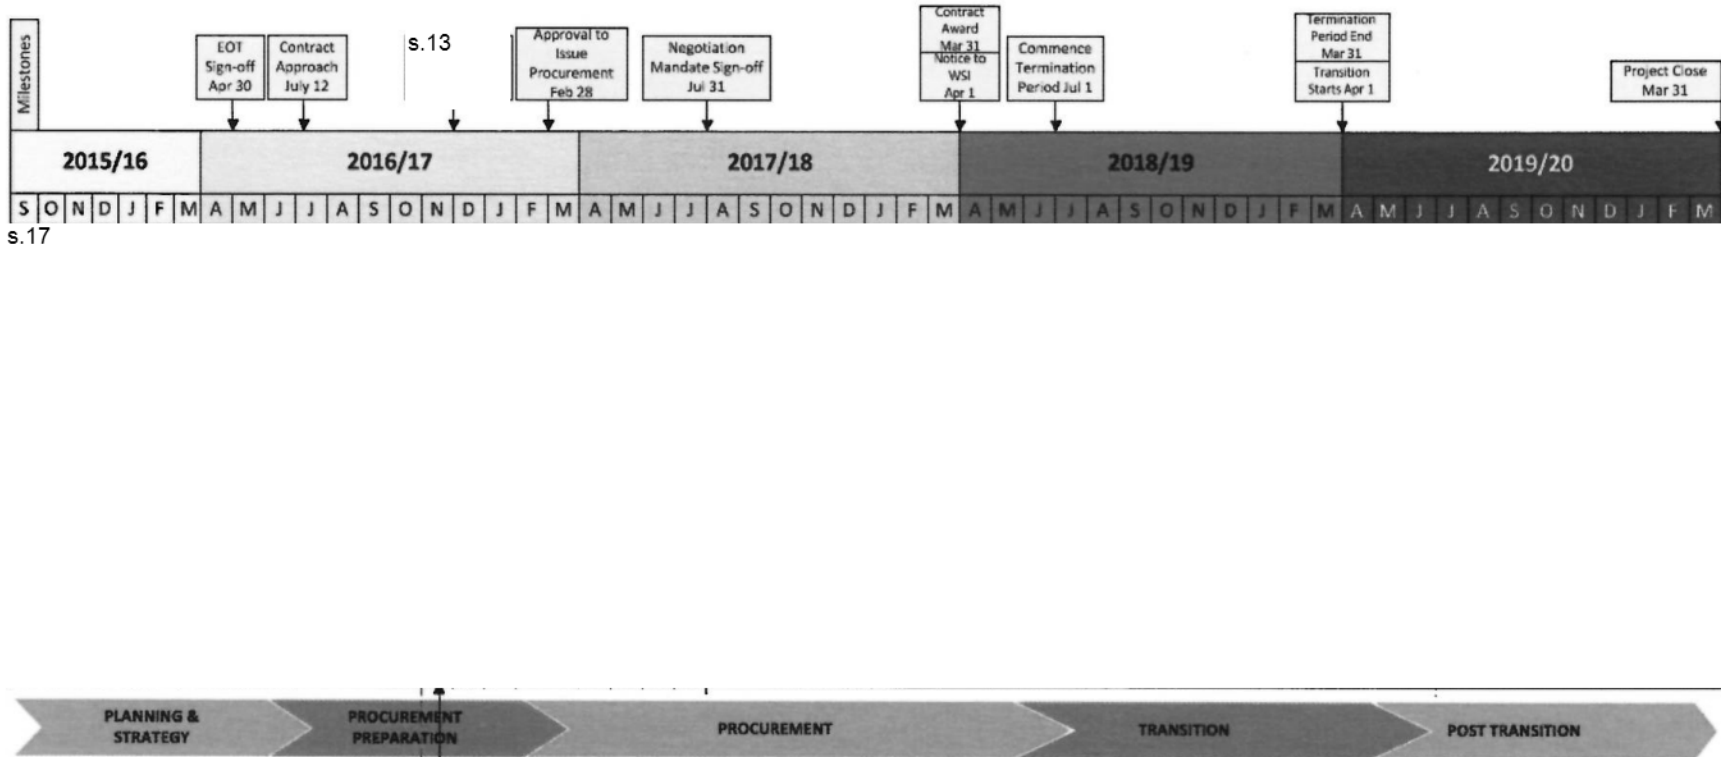 Milestones
EOT
Sign-off
Apr 30
Contract
Approach
July 12
s.13
Approval to
Issue
Procurement
Feb 28
Negotiation
Mandate Sign-off
Jul 31
Contract
Award
Mar 31
Notice to
WSI
Apr 1
Commence
Termination
Period Jul 1
Termination
Period End
Mar 31
Transition
Starts Apr 1
Project Close
Mar 31
2015/16
2016/17
2017/18
2018/19
2019/20
S O N D J F M A M J J A S O N D J F M A M J J A S O N D J F M A M J J A S O N D J F M A M J J A S O N D J F M
s.17
PLANNING &
STRATEGY
PROCUREMENT
PREPARATION
PROCUREMENT
TRANSITION
POST TRANSITION